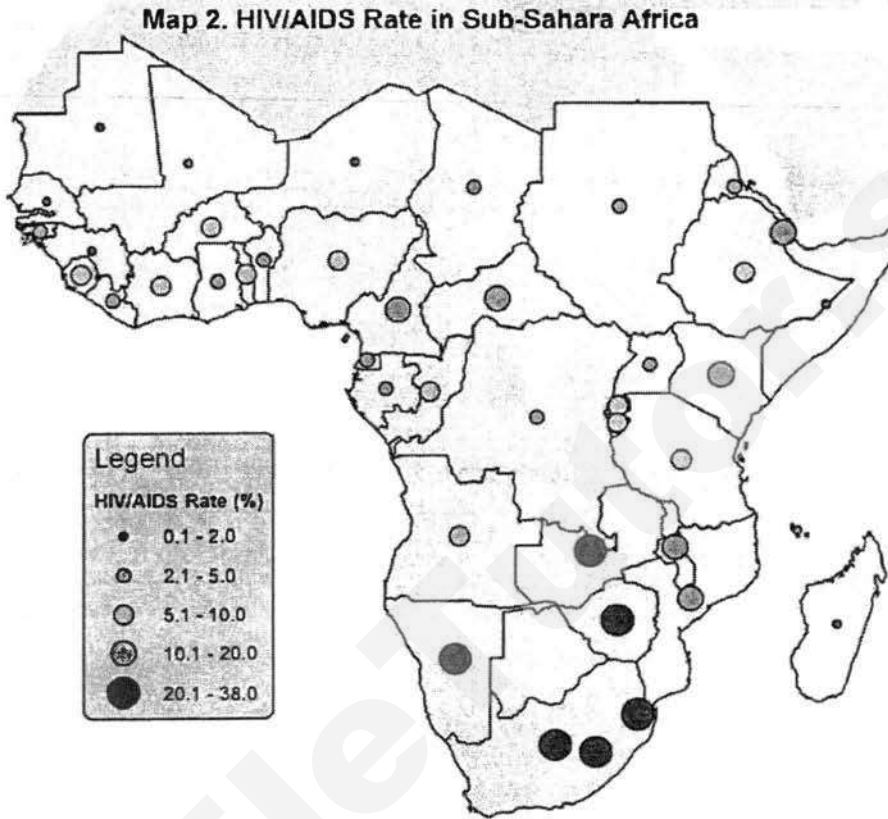 Map 2. HIV/AIDS Rate in Sub-Sahara Africa
Legend
HIV/AIDS Rate (%)
0.1 - 2.0
2.1 - 5.0
5.1 - 10.0
10.1 - 20.0
20.1 - 38.0
leTutor.s